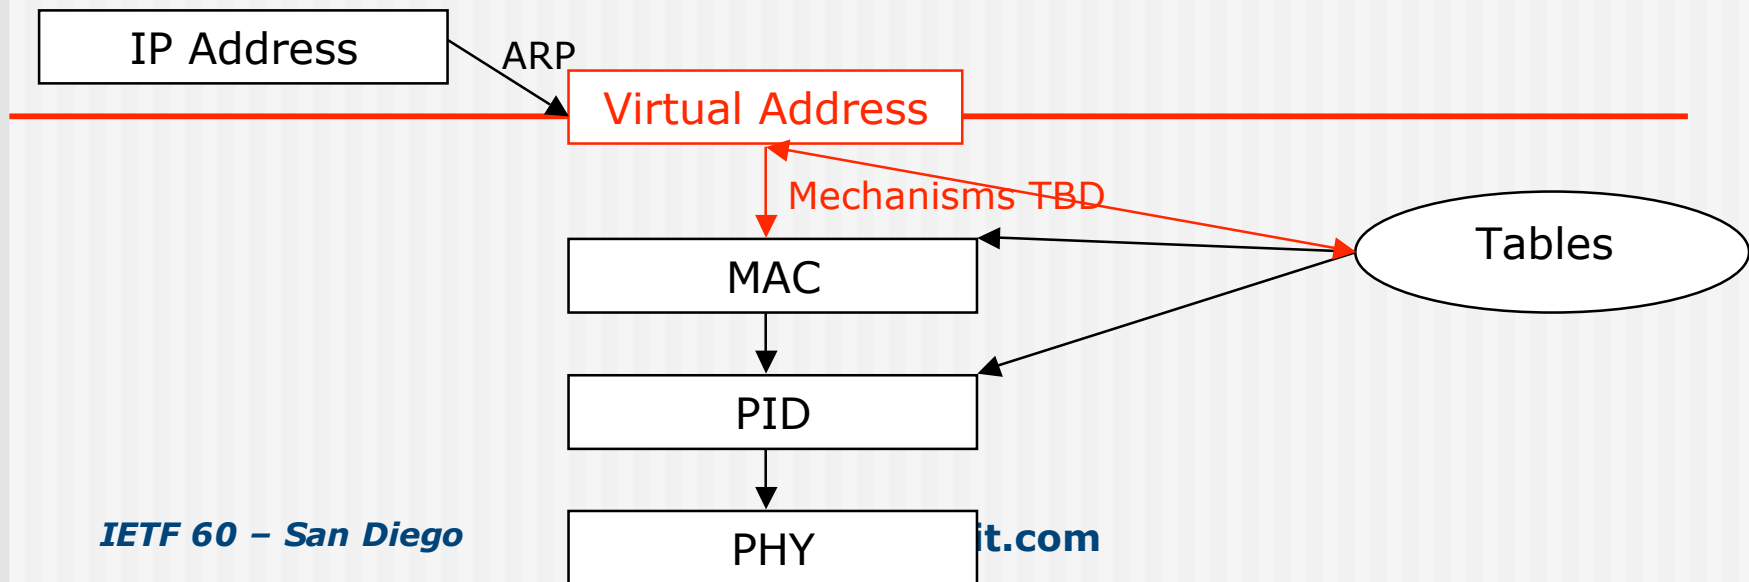 IP Address
ARP
Virtual Address
Mechanisms TBD
Tables
MAC
PID
PHY
IETF 60 – San Diego
it.com